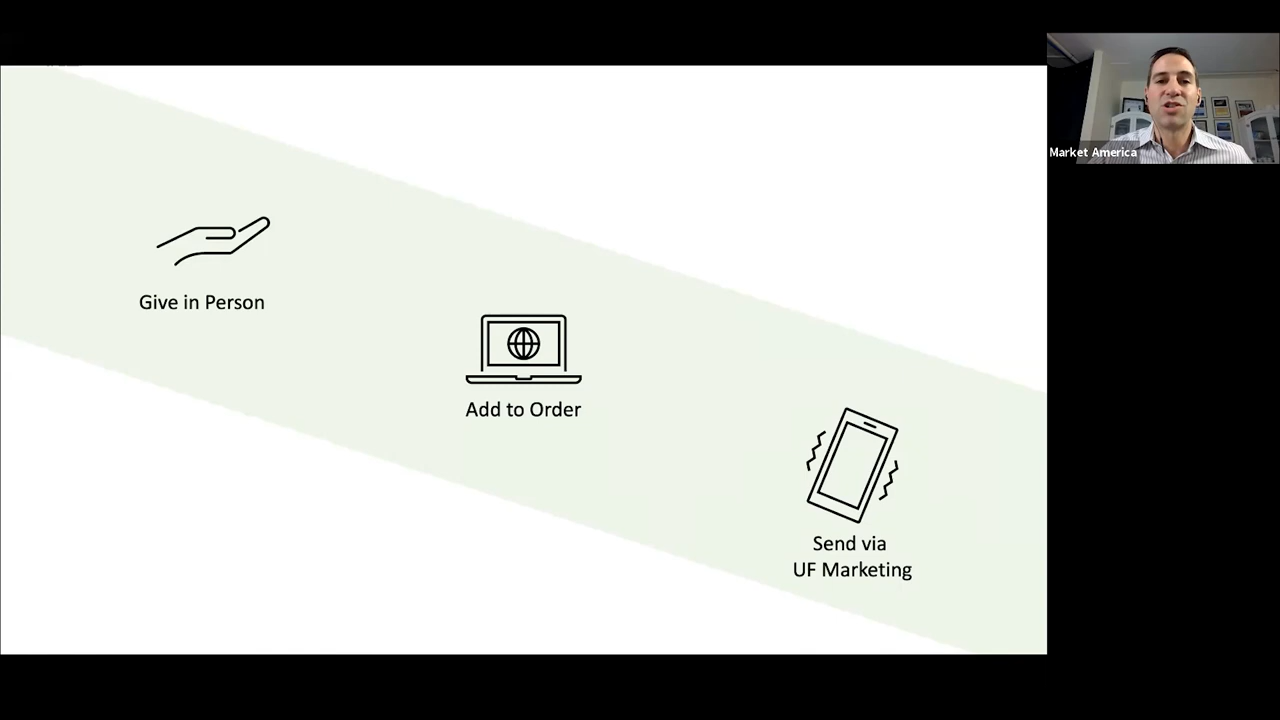 Market America
Give in Person
Add to Order
Send via
UF Marketing